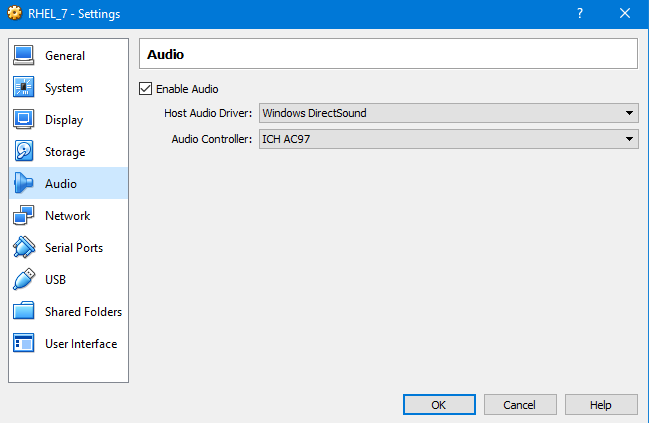 RHEL_7 - Settings
?
General
System
Display
Storage
Audio
Network
Serial Ports
USB
Shared Folders
User Interface
Audio
Enable Audio
Host Audio Driver: Windows DirectSound
Audio Controller: ICH AC97
OK Cancel Help